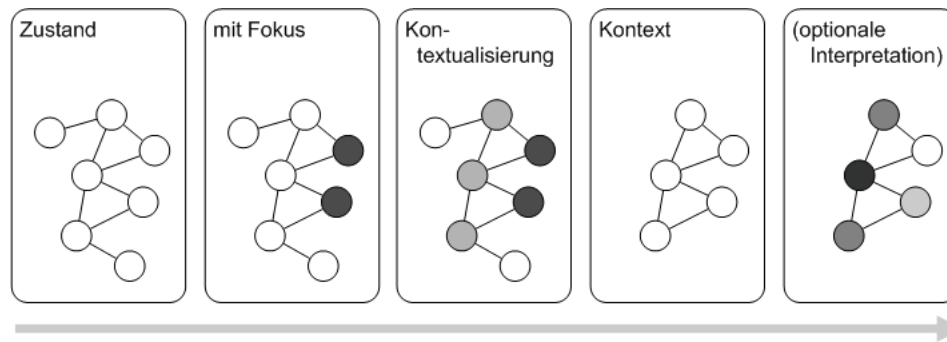 Zustand
mit Fokus
Kon-
textualisierung
Kontext
(optionale
Interpretation)